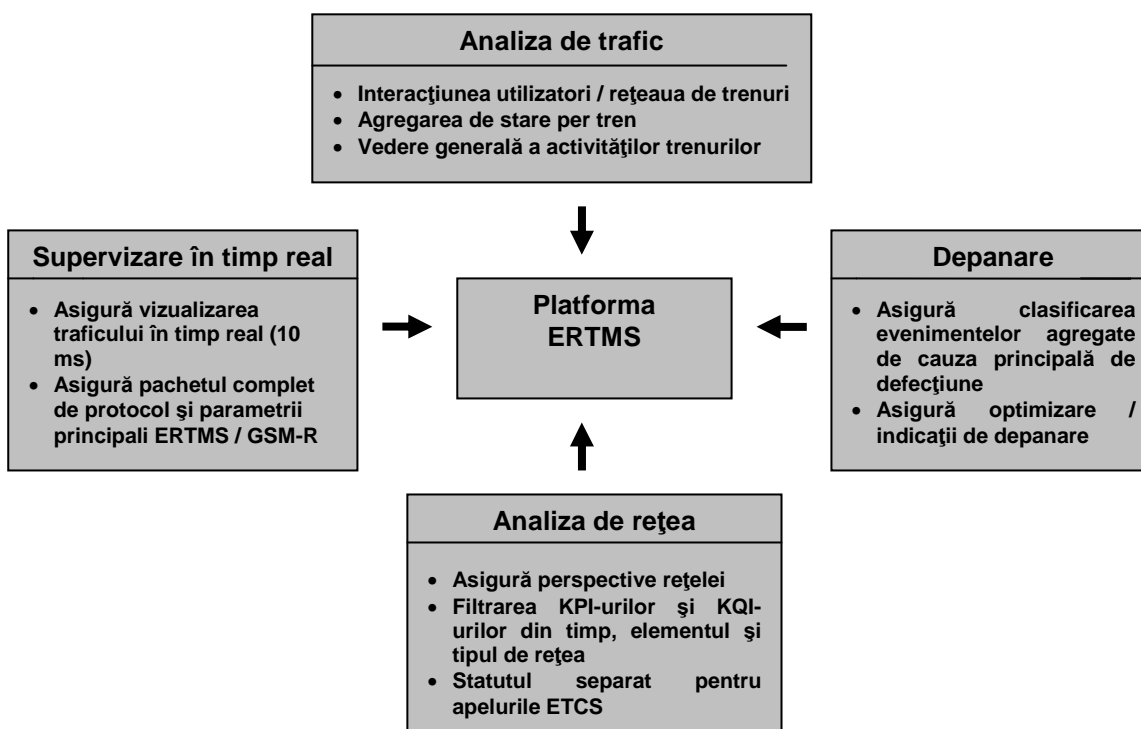 Analiza de trafic
• Interacţiunea utilizatori / reţeaua de trenuri
• Agregarea de stare per tren
• Vedere generală a activităţilor trenurilor
Supervizare în timp real
• Asigură vizualizarea
traficului în timp real (10
ms)
• Asigură pachetul complet
de protocol şi parametrii
principali ERTMS / GSM-R
Platforma
ERTMS
Depanare
• Asigură clasificarea
evenimentelor agregate
de cauza principală de
defecţiune
• Asigură optimizare /
indicaţii de depanare
Analiza de reţea
• Asigură perspective reţelei
• Filtrarea KPI-urilor şi KQI-
urilor din timp, elementul şi
tipul de reţea
• Statutul separat pentru
apelurile ETCS